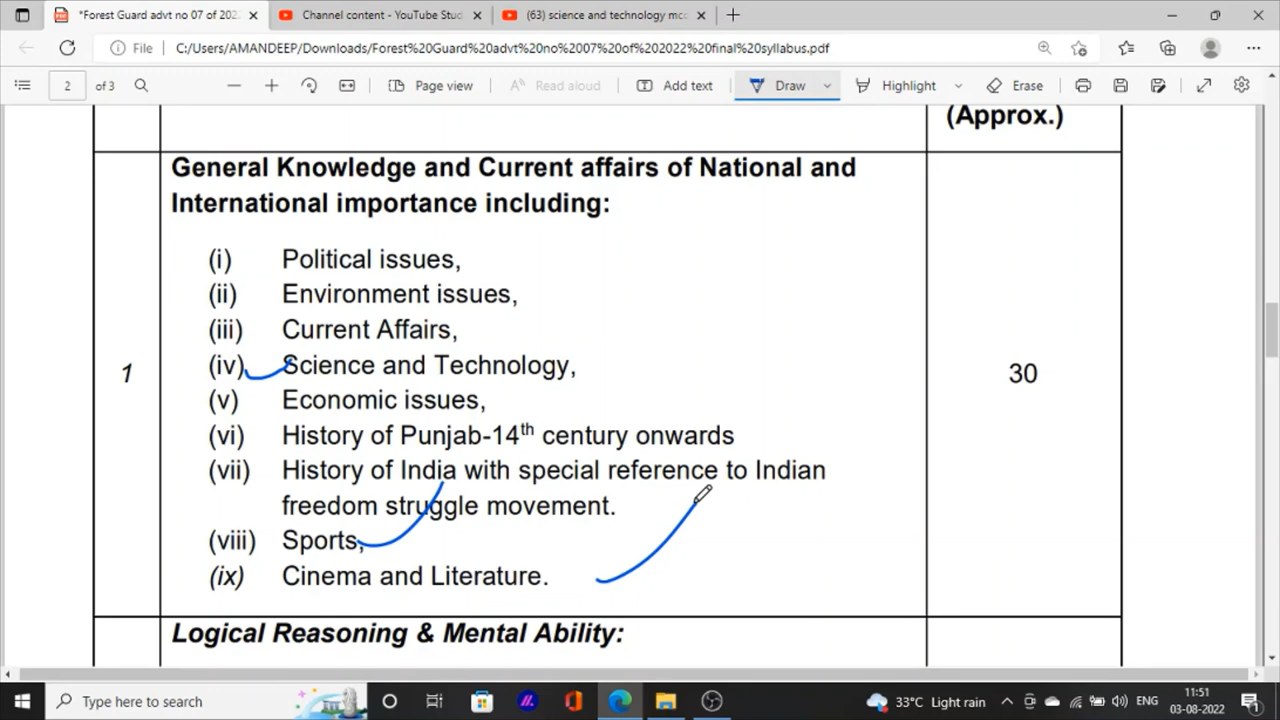 *Forest Guard advt no 07 of 202
Channel content - YouTube Stud
(63) science and technology mc
File
C:/Users/AMANDEEP/Downloads/Forest%20Guard%20advt%20no%2007%20of%202022%20final%20syllabus.pdf
2 of 3
Page view
Read aloud
Add text
Draw
Highlight
Erase
(Approx.)
General Knowledge and Current affairs of National and
International importance including:
(i) Political issues,
(ii) Environment issues,
(iii) Current Affairs,
(iv) Science and Technology,
(v) Economic issues,
(vi) History of Punjab-14th century onwards
(vii) History of India with special reference to Indian
freedom struggle movement.
(viii) Sports,
(ix) Cinema and Literature.
1
30
Logical Reasoning & Mental Ability:
Type here to search
33°C Light rain
ENG
11:51
03-08-2022
1